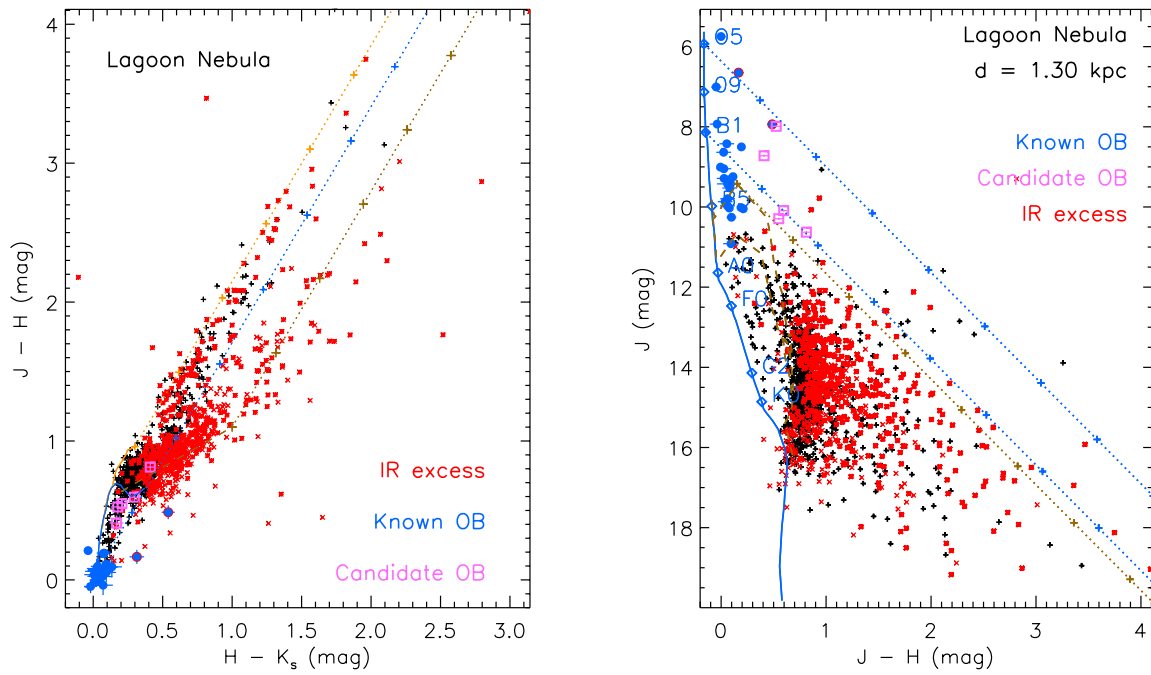 Lagoon Nebula
IR excess
Known OB
Candidate OB
J − H (mag)
4
3
2
1
0
0.0 0.5 1.0 1.5 2.0 2.5 3.0
H − Ks (mag)
Lagoon Nebula
d = 1.30 kpc
Known OB
Candidate OB
IR excess
O5
O9
B1
B5
A0
F0
G2
J (mag)
6
8
10
12
14
16
18
0 1 2 3 4
J − H (mag)